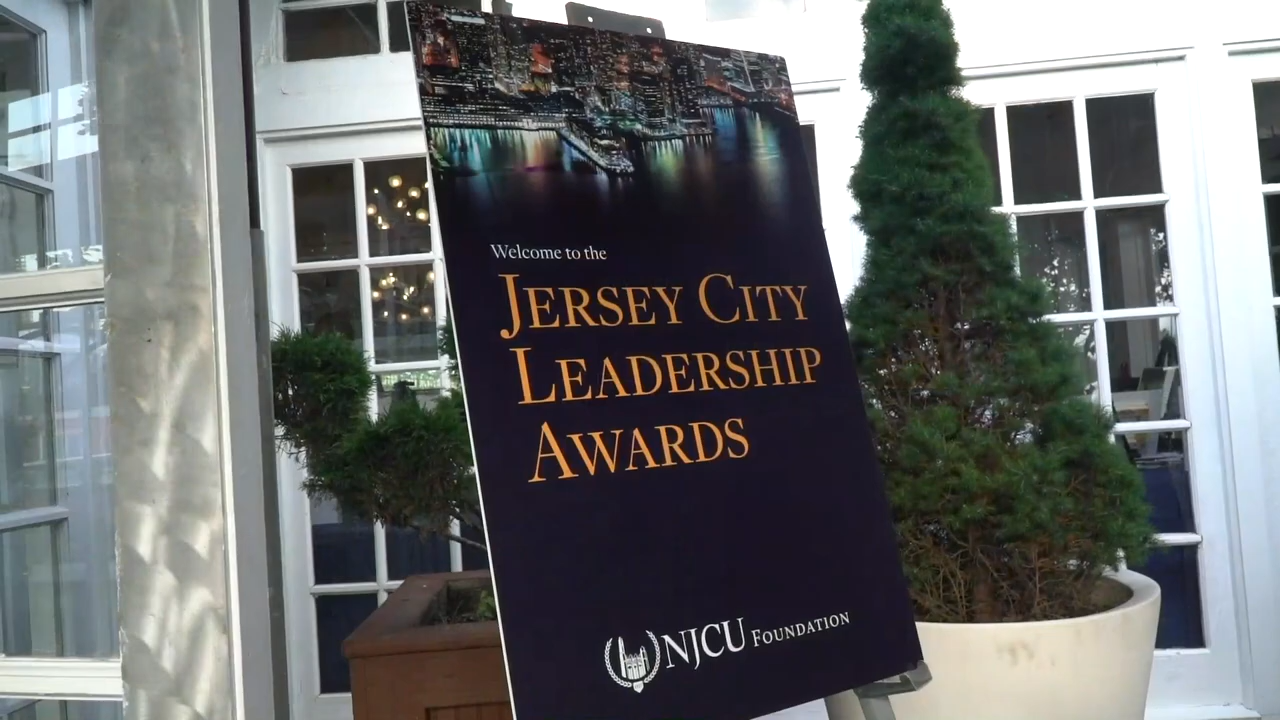 Welcome to the
JERSEY CITY
LEADERSHIP
AWARDS
NJCU FOUNDATION